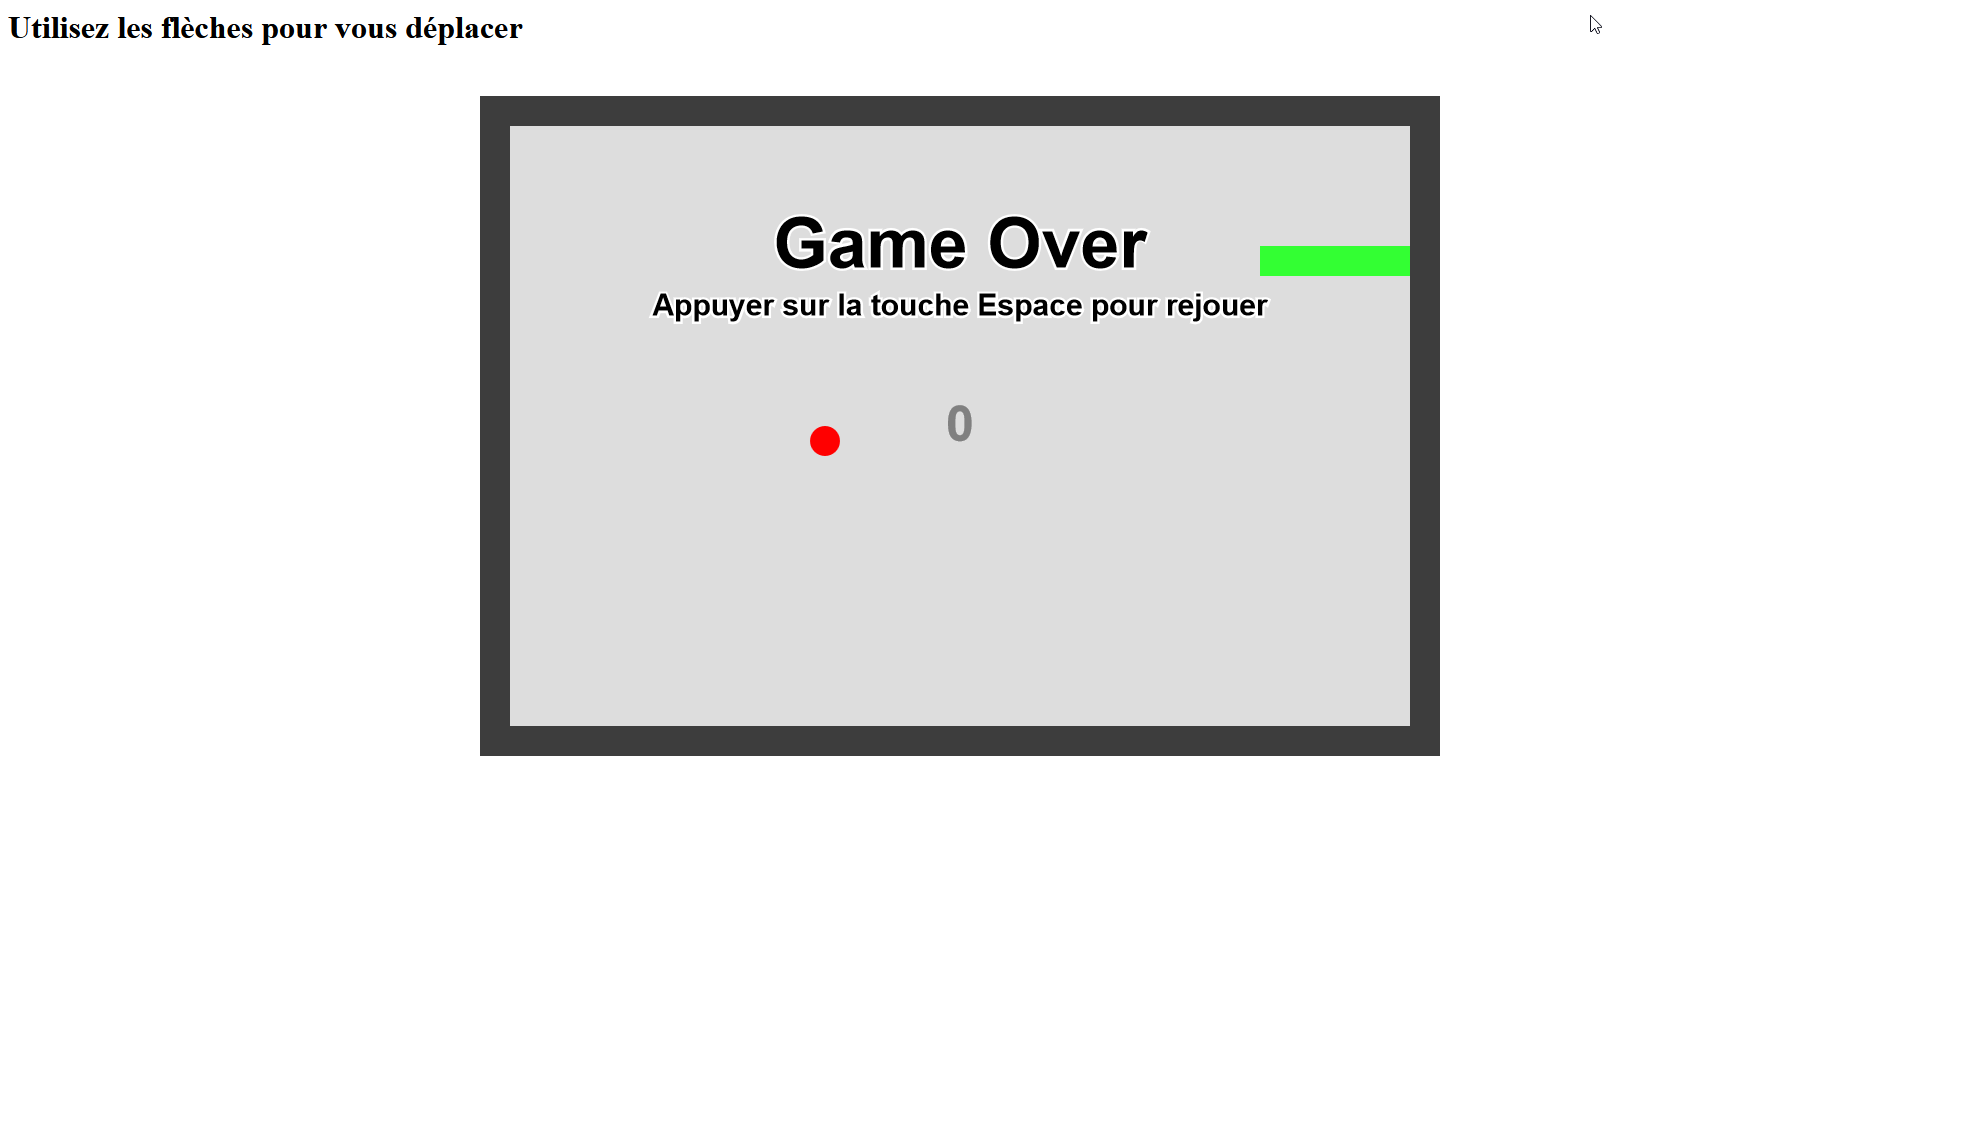 Utilisez les flèches pour vous déplacer
Game Over
Appuyer sur la touche Espace pour rejouer
0